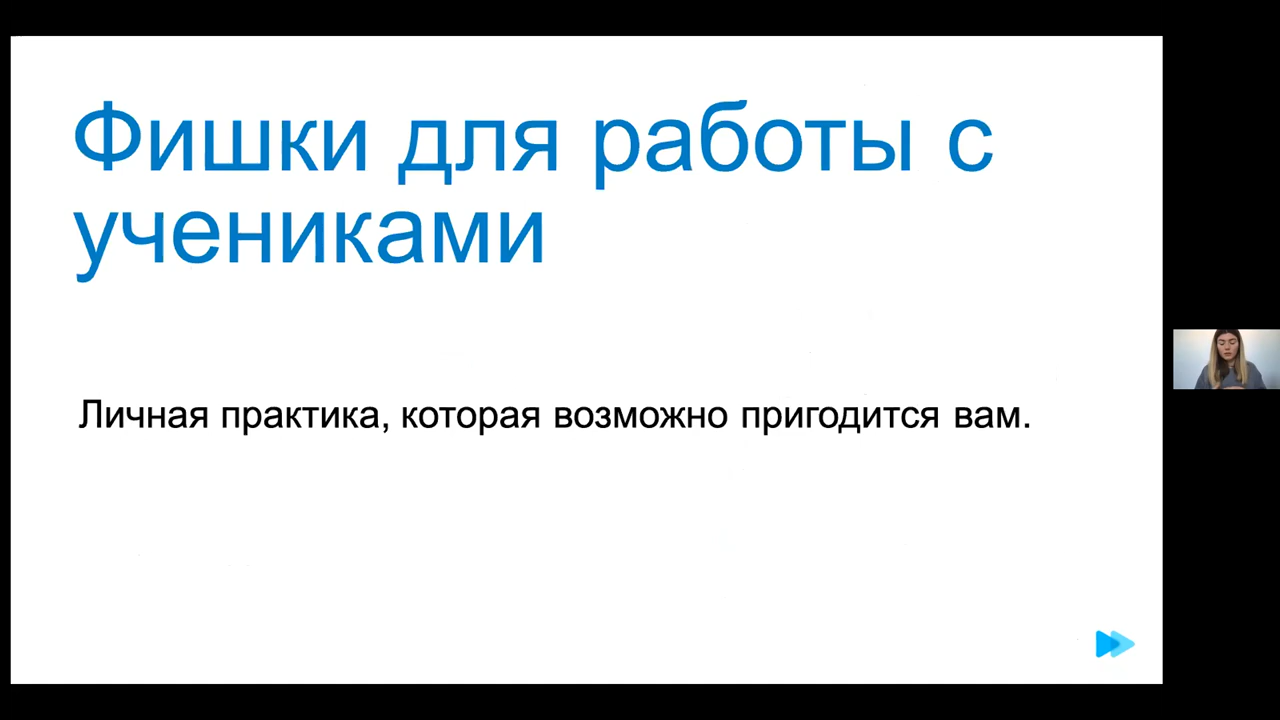 Фишки для работы с
учениками
Личная практика, которая возможно пригодится вам.